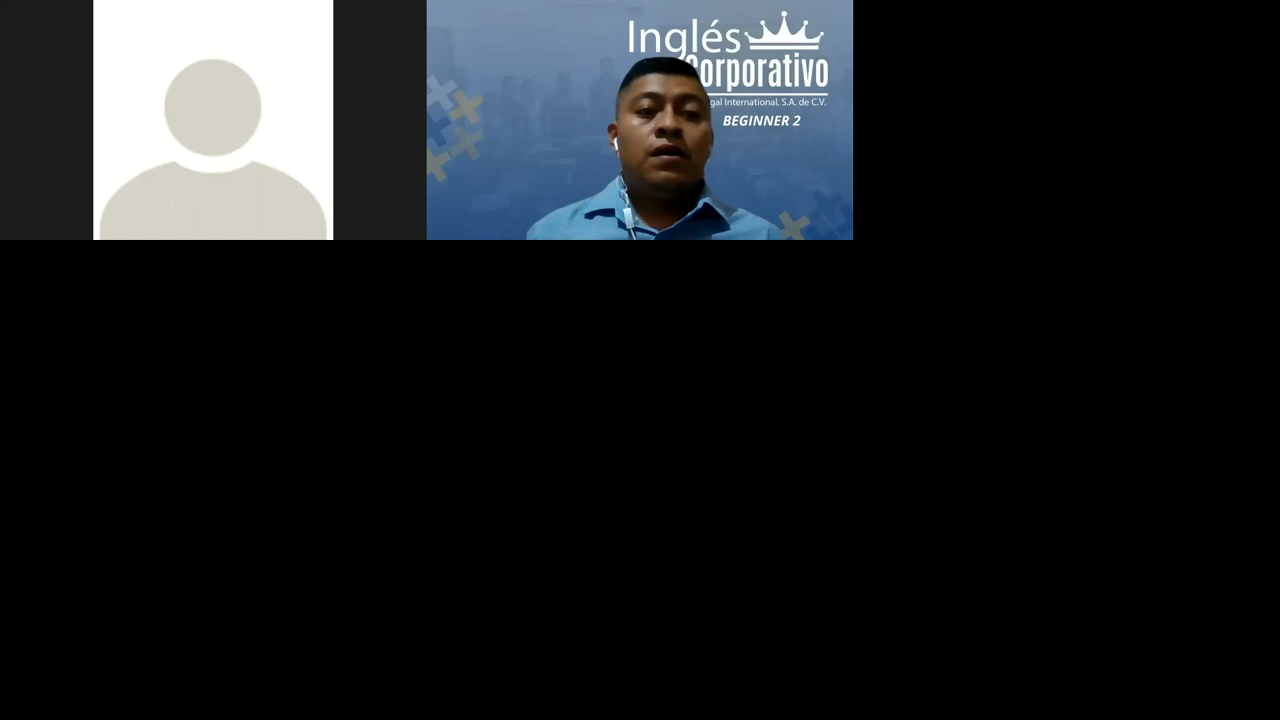 Inglés
Corporativo
gal International, S.A. de C.V.
BEGINNER 2